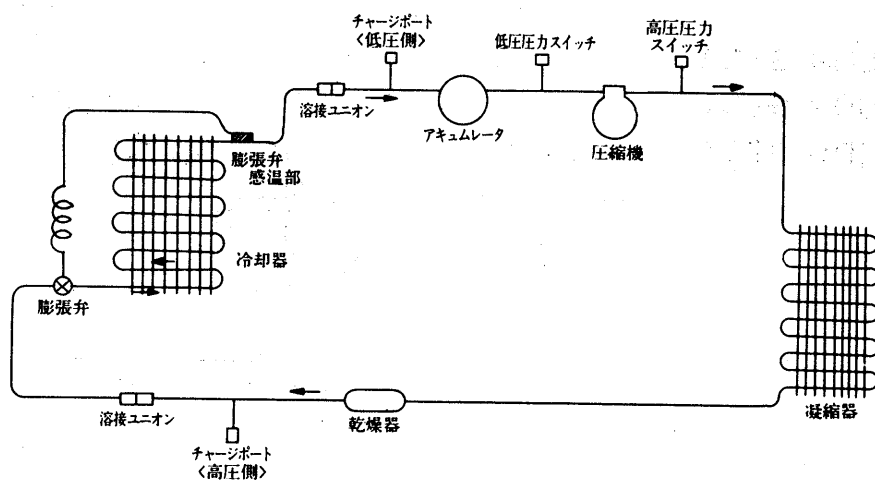 チャージポート
〈低圧側〉
低圧圧力スイッチ
高圧圧力
スイッチ
溶接ユニオン
アキュムレータ
圧縮機
膨張弁
感温部
冷却器
膨張弁
溶接ユニオン
チャージポート
〈高圧側〉
乾燥器
凝縮器